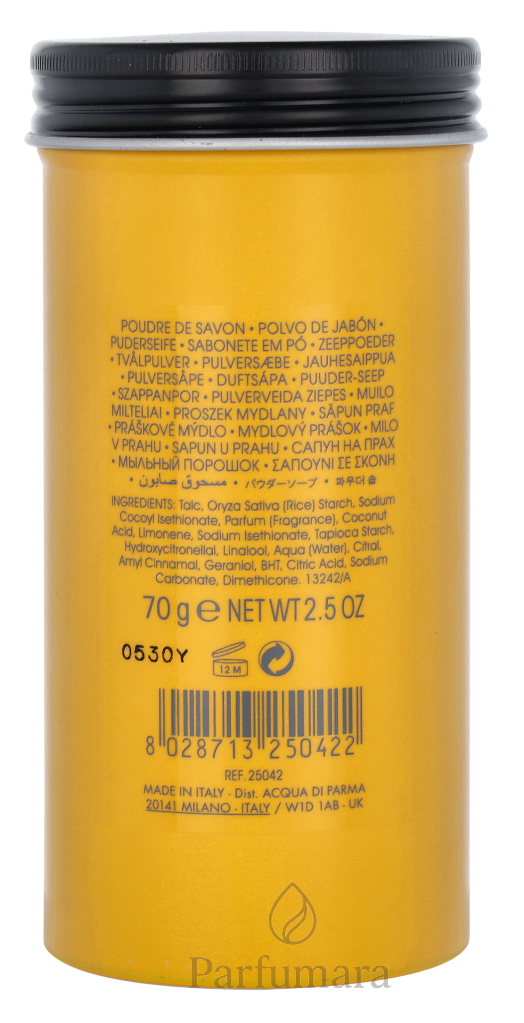 POUDRE DE SAVON • POLVO DE JABÓN •
PUDERSEIFE • SABONETE EM PÓ • ZEEPPOEDER
• TVÅLPULVER • PULVERSÆBE • JAUHESAIPPUA
• PULVERSÅPE • DUFTSÁPA • PUUDER-SEEP
• SZAPPANPOR • PULVERVEIDA ZIEPES • MUILO
MILTELIAI • PROSZEK MYDLANY • SĂPUN PRAF
• PRÁŠKOVÉ MÝDLO • MYDLOVÝ PRÁŠOK • MILO
V PRAHU • SAPUN U PRAHU • САПУН НА ПРАХ
• МЫЛЬНЫЙ ПОРОШОК • ΣΑΠΟΥΝΙ ΣΕ ΣΚΟΝΗ
• مسحوق صابون • パウダーソープ • 파우더 솝
INGREDIENTS: Talc, Oryza Sativa (Rice) Starch, Sodium
Cocoyl Isethionate, Parfum (Fragrance), Coconut
Acid, Limonene, Sodium Isethionate, Tapioca Starch,
Hydroxycitronellal, Linalool, Aqua (Water), Citral,
Amyl Cinnamal, Geraniol, BHT, Citric Acid, Sodium
Carbonate, Dimethicone. 13242/A
70 g e NET WT 2.5 OZ
0530Y
12 M
8 028713 250422
REF. 25042
MADE IN ITALY - Dist. ACQUA DI PARMA
20141 MILANO - ITALY / W1D 1AB - UK
Parfumara